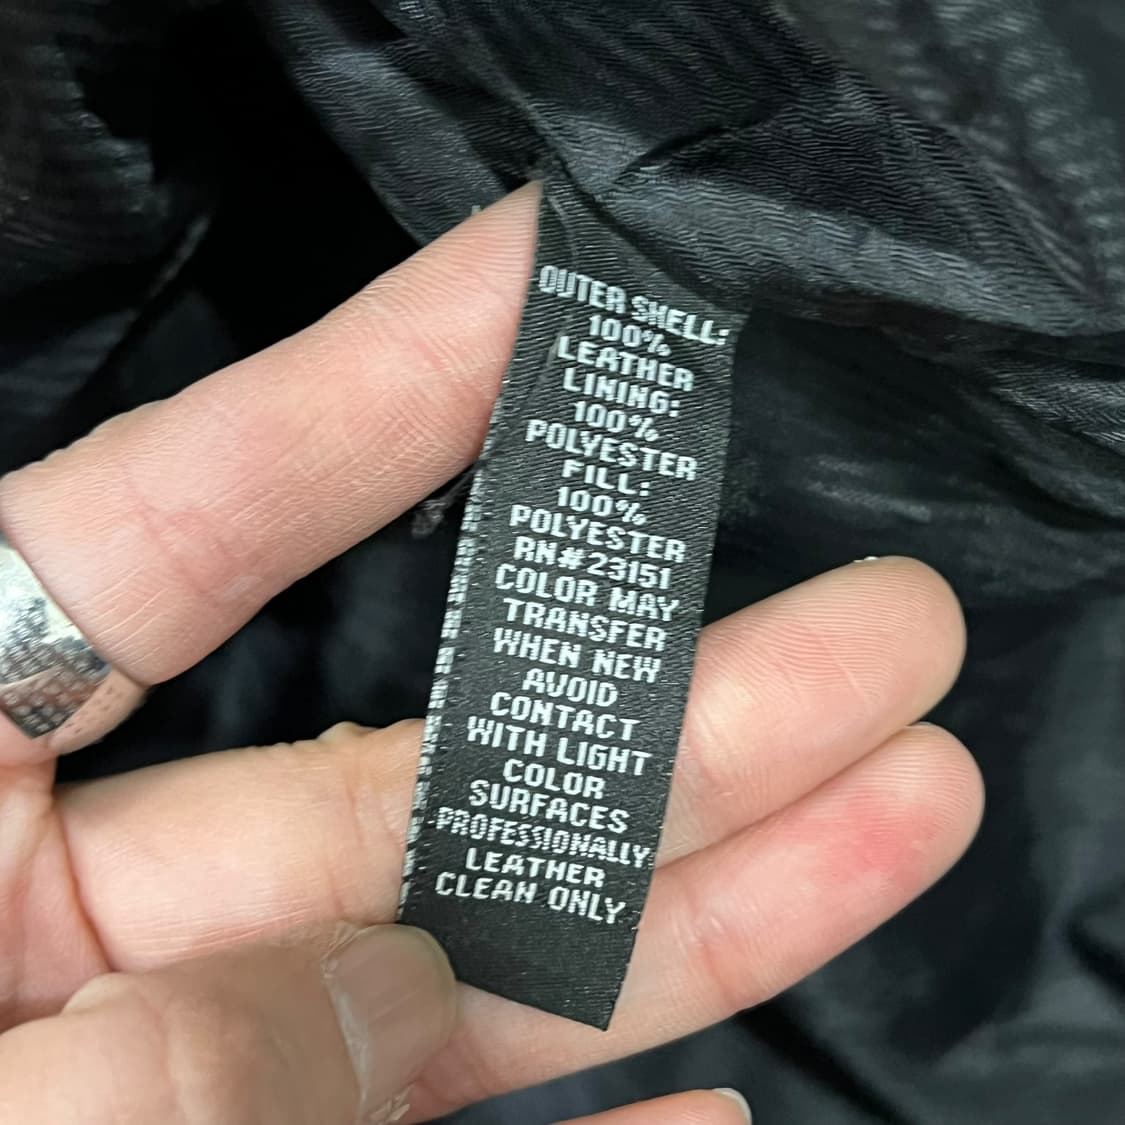 OUTER SHELL:
100%
LEATHER
LINING:
100%
POLYESTER
FILL:
100%
POLYESTER
RN#23151
COLOR MAY
TRANSFER
WHEN NEW
AVOID
CONTACT
WITH LIGHT
COLOR
SURFACES
PROFESSIONALLY
LEATHER
CLEAN ONLY